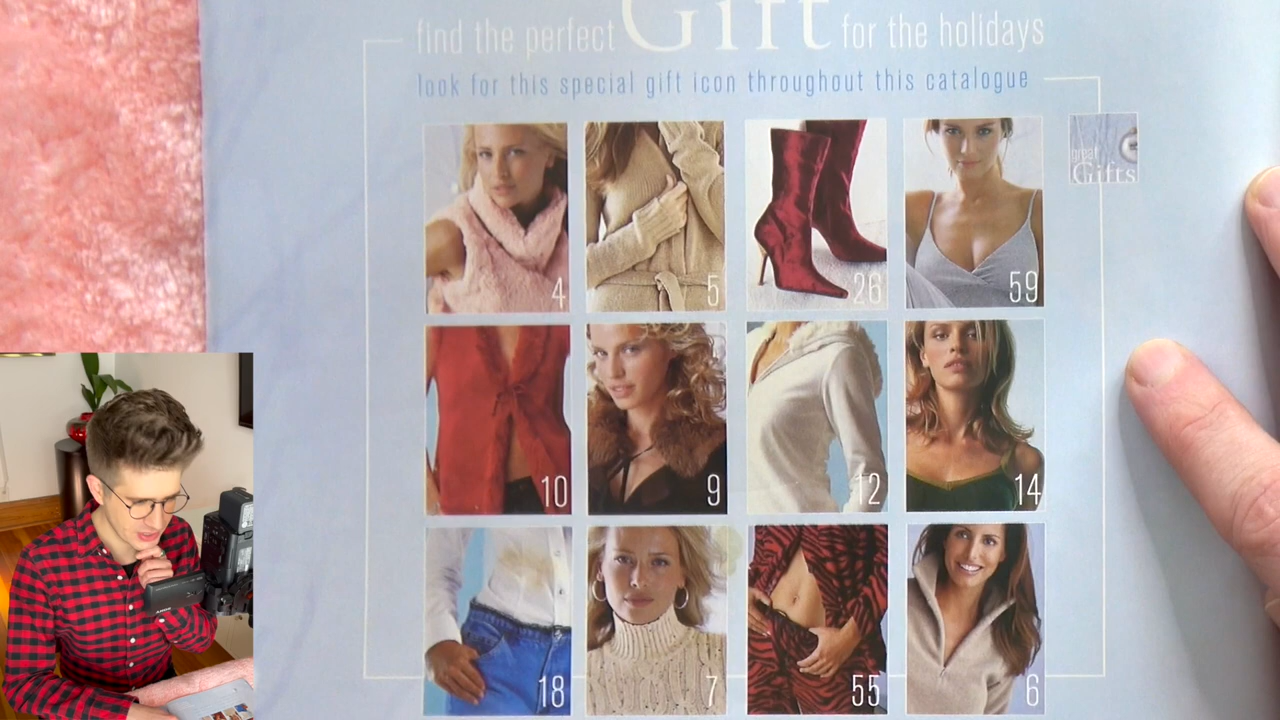 find the perfect Gift for the holidays
look for this special gift icon throughout this catalogue
great
Gifts
4
5
26
59
10
9
12
14
18
7
55
6
SONY